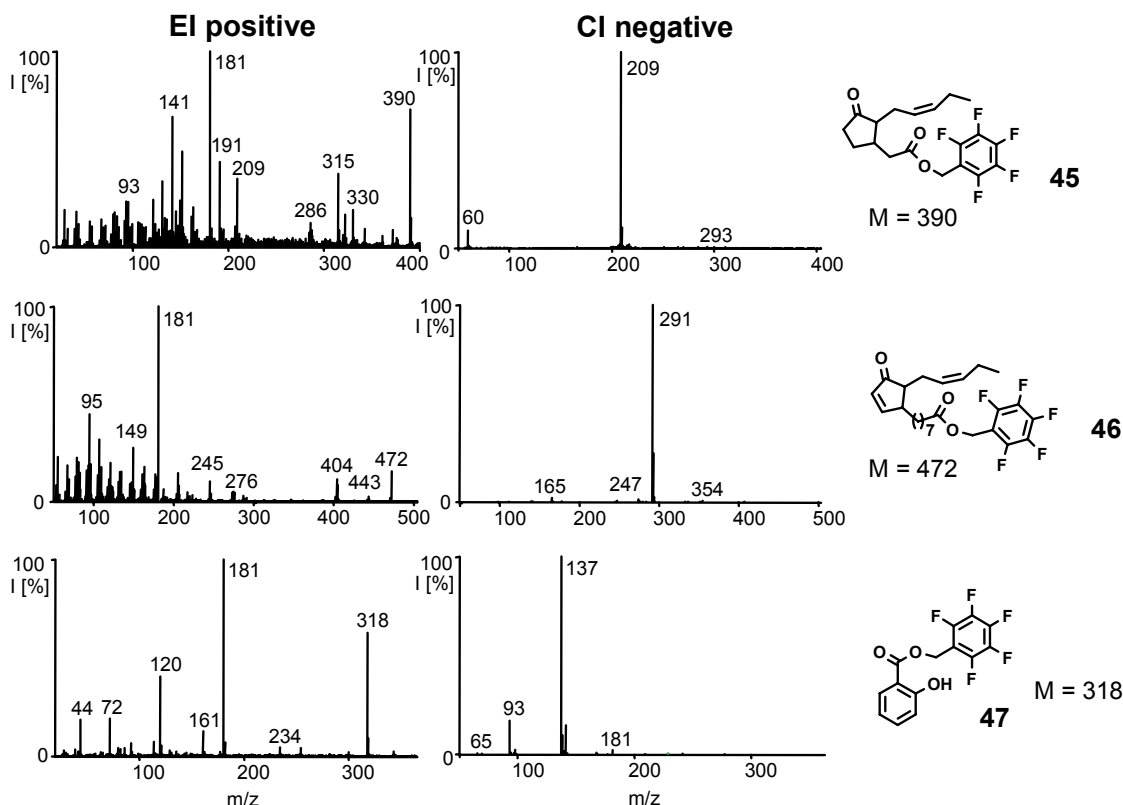 EI positive
CI negative
100
I [%]
181
141
390
191
209
315
93
286
330
0
100
200
300
400
100
I [%]
209
60
293
0
100
200
300
400
O
O
O
F
F
F
F
F
45
M = 390
100
I [%]
181
95
149
245
276
404
443
472
0
100
200
300
400
500
100
I [%]
291
165
247
354
0
100
200
300
400
500
O
( )7
O
O
F
F
F
F
F
46
M = 472
100
I [%]
181
318
120
44
72
161
234
0
100
200
300
m/z
100
I [%]
137
93
65
181
0
100
200
300
m/z
O
O
OH
F
F
F
F
F
47
M = 318